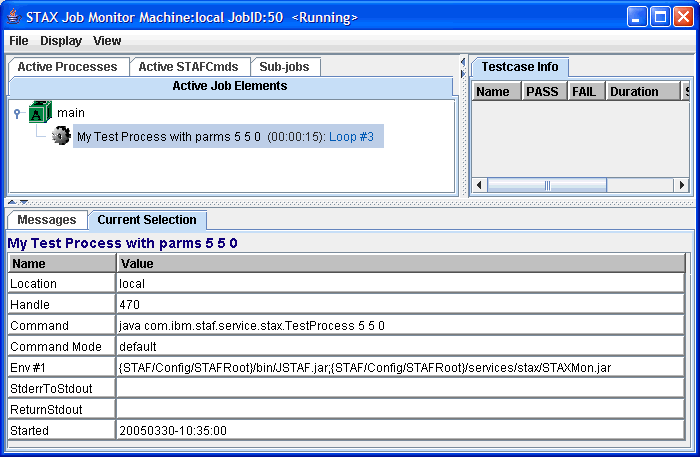 STAX Job Monitor Machine:local JobID:50 <Running>
File Display View
Active Processes Active STAFCmds Sub-jobs
Active Job Elements
A main
My Test Process with parms 5 5 0 (00:00:15): Loop #3
Testcase Info
Name PASS FAIL Duration S
Messages Current Selection
My Test Process with parms 5 5 0
Name Value
Location local
Handle 470
Command java com.ibm.staf.service.stax.TestProcess 5 5 0
Command Mode default
Env #1 {STAF/Config/STAFRoot}/bin/JSTAF.jar;{STAF/Config/STAFRoot}/services/stax/STAXMon.jar
StderrToStdout
ReturnStdout
Started 20050330-10:35:00